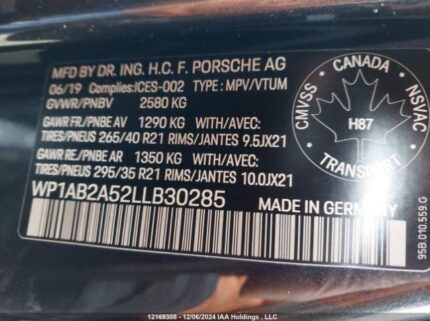 MFD BY DR. ING. H.C. F. PORSCHE AG
06/19 Complies:ICES-002 TYPE: MPV/VTUM
GVWR/PNBV 2580 KG
GAWR FR./PNBE AV 1290 KG WITH/AVEC:
TIRES/PNEUS 265/40 R21 RIMS/JANTES 9.5JX21
GAWR RE./PNBE AR 1350 KG WITH/AVEC:
TIRES/PNEUS 295/35 R21 RIMS/JANTES 10.0JX21
WP1AB2A52LLB30285
MADE IN GERMANY
CANADA
CMVSS
NSVAC
H87
TRANSPORT
95B.010.559.G
12169308 - 12/06/2024 IAA Holdings , LLC